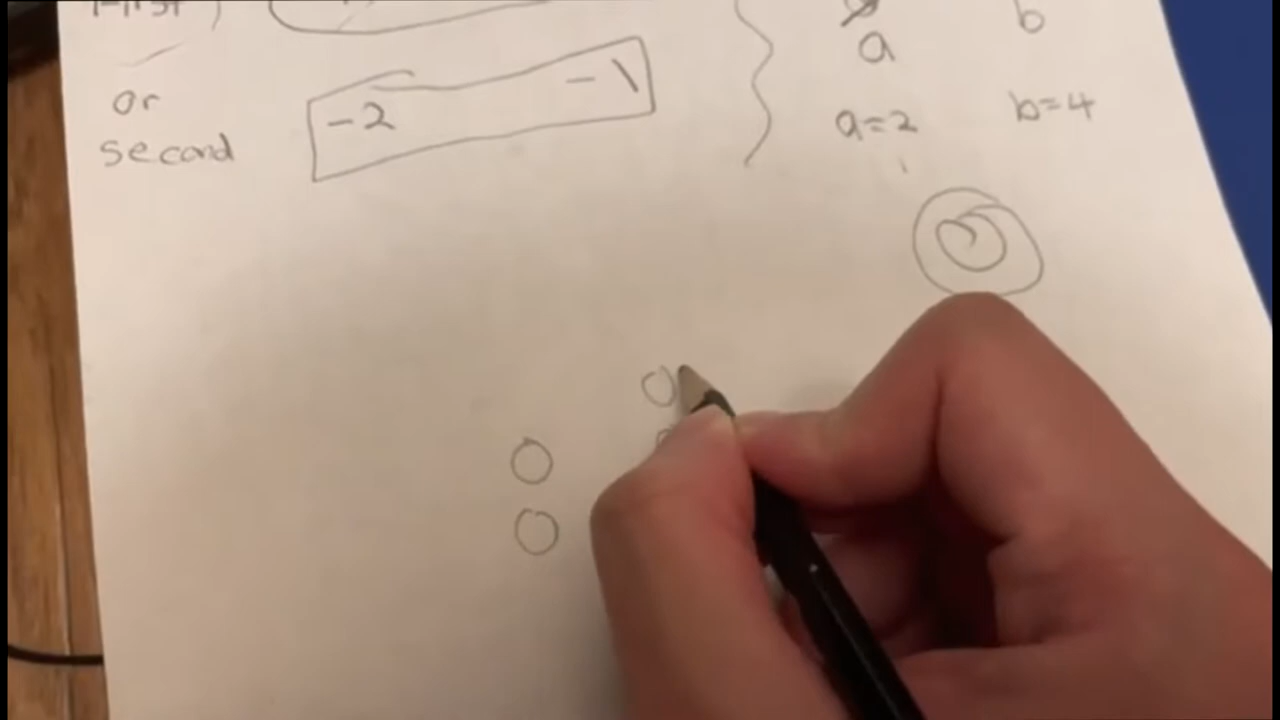 or
second
-2 -1
a b
a=2 b=4